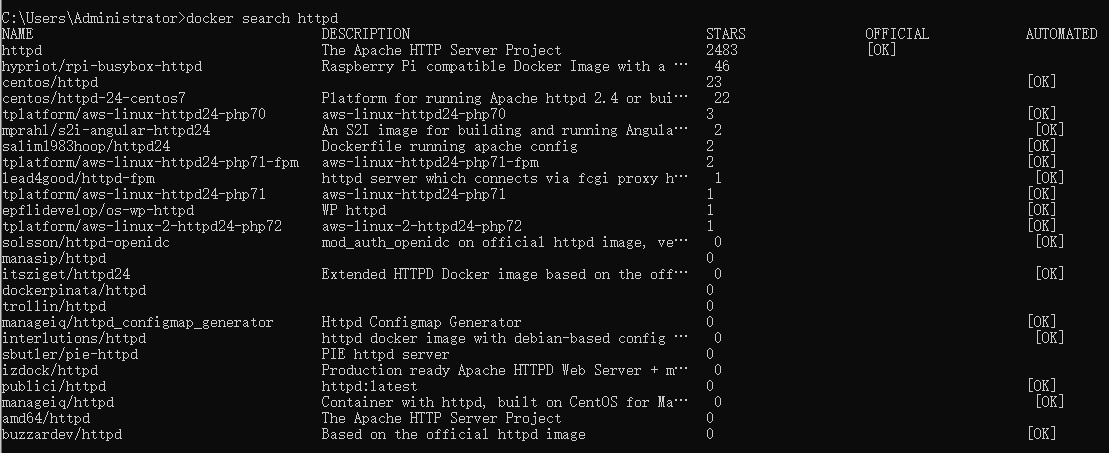 C:\Users\Administrator>docker search httpd
NAME DESCRIPTION STARS OFFICIAL AUTOMATED
httpd The Apache HTTP Server Project 2483 [OK]
hypriot/rpi-busybox-httpd Raspberry Pi compatible Docker Image with a … 46
centos/httpd 23 [OK]
centos/httpd-24-centos7 Platform for running Apache httpd 2.4 or bui… 22
tplatform/aws-linux-httpd24-php70 aws-linux-httpd24-php70 3 [OK]
mprahl/s2i-angular-httpd24 An S2I image for building and running Angula… 2 [OK]
salim1983hoop/httpd24 Dockerfile running apache config 2 [OK]
tplatform/aws-linux-httpd24-php71-fpm aws-linux-httpd24-php71-fpm 2 [OK]
lead4good/httpd-fpm httpd server which connects via fcgi proxy h… 1 [OK]
tplatform/aws-linux-httpd24-php71 aws-linux-httpd24-php71 1 [OK]
epflidevelop/os-wp-httpd WP httpd 1 [OK]
tplatform/aws-linux-2-httpd24-php72 aws-linux-2-httpd24-php72 1 [OK]
solsson/httpd-openidc mod_auth_openidc on official httpd image, ve… 0 [OK]
manasip/httpd 0
itsziget/httpd24 Extended HTTPD Docker image based on the off… 0 [OK]
dockerpinata/httpd 0
trollin/httpd 0
manageiq/httpd_configmap_generator Httpd Configmap Generator 0 [OK]
interlutions/httpd httpd docker image with debian-based config … 0 [OK]
sbutler/pie-httpd PIE httpd server 0
izdock/httpd Production ready Apache HTTPD Web Server + m… 0
publici/httpd httpd:latest 0 [OK]
manageiq/httpd Container with httpd, built on CentOS for Ma… 0 [OK]
amd64/httpd The Apache HTTP Server Project 0
buzzardev/httpd Based on the official httpd image 0 [OK]